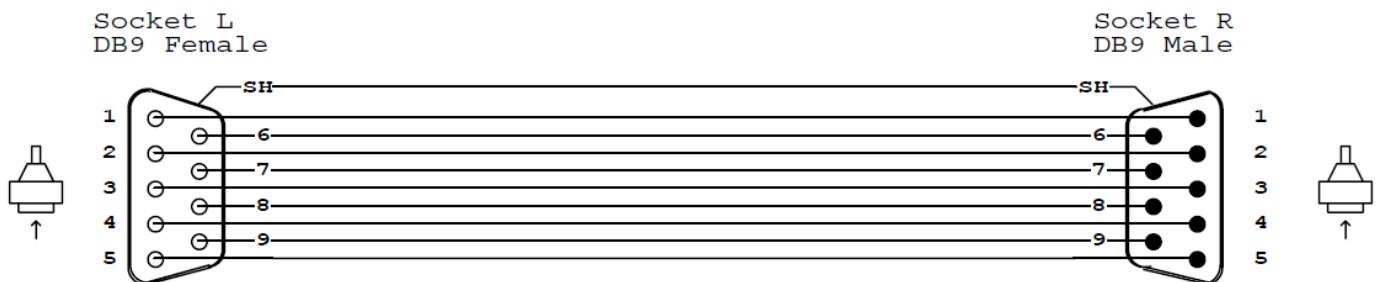 Socket L
DB9 Female
Socket R
DB9 Male
SH SH
1 1
6 6
2 2
7 7
3 3
8 8
4 4
9 9
5 5